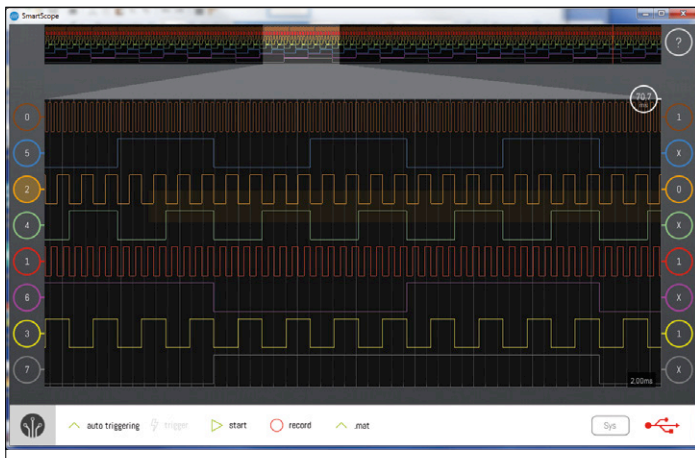 SmartScope
?
70.7
ms
0 1
5 X
2 0
4 X
1 1
6 X
3 1
7 X
2.00ms
auto triggering trigger start record .mat Sys